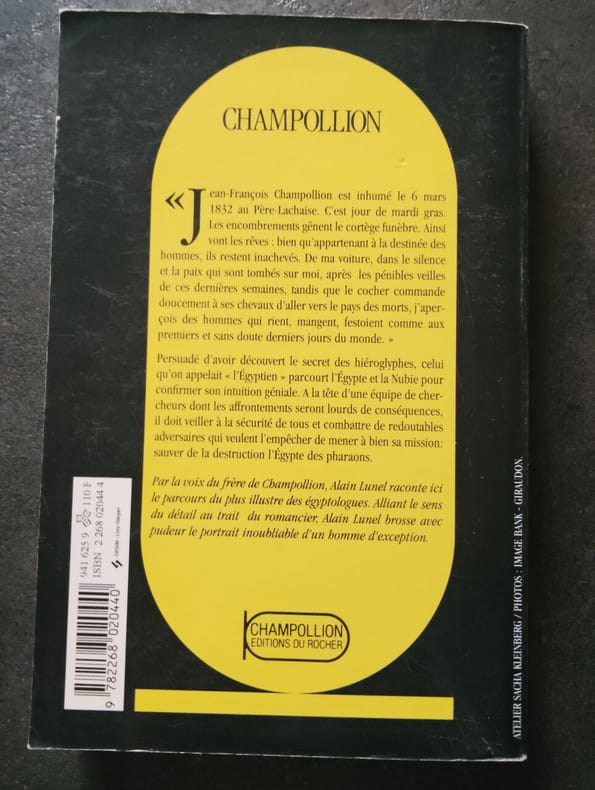 CHAMPOLLION
« Jean-François Champollion est inhumé le 6 mars
1832 au Père-Lachaise. C'est jour de mardi gras.
Les encombrements gênent le cortège funèbre. Ainsi
vont les rêves : bien qu'appartenant à la destinée des
hommes, ils restent inachevés. De ma voiture, dans le silence
et la paix qui sont tombés sur moi, après les pénibles veilles
de ces dernières semaines, tandis que le cocher commande
doucement à ses chevaux d'aller vers le pays des morts, j'aper-
çois des hommes qui rient, mangent, festoient comme aux
premiers et sans doute derniers jours du monde. »
Persuadé d'avoir découvert le secret des hiéroglyphes, celui
qu'on appelait « l'Égyptien » parcourt l'Égypte et la Nubie pour
confirmer son intuition géniale. A la tête d'une équipe de cher-
cheurs dont les affrontements seront lourds de conséquences,
il doit veiller à la sécurité de tous et combattre de redoutables
adversaires qui veulent l'empêcher de mener à bien sa mission:
sauver de la destruction l'Égypte des pharaons.
Par la voix du frère de Champollion, Alain Lunel raconte ici
le parcours du plus illustre des égyptologues. Alliant le sens
du détail au trait du romancier, Alain Lunel brosse avec
pudeur le portrait inoubliable d'un homme d'exception.
CHAMPOLLION
EDITIONS DU ROCHER
941 625 9 110 F
ISBN 2 268 02044 4
9 782268 020440
ATELIER SACHA KLEINBERG / PHOTOS : IMAGE BANK - GIRAUDON.